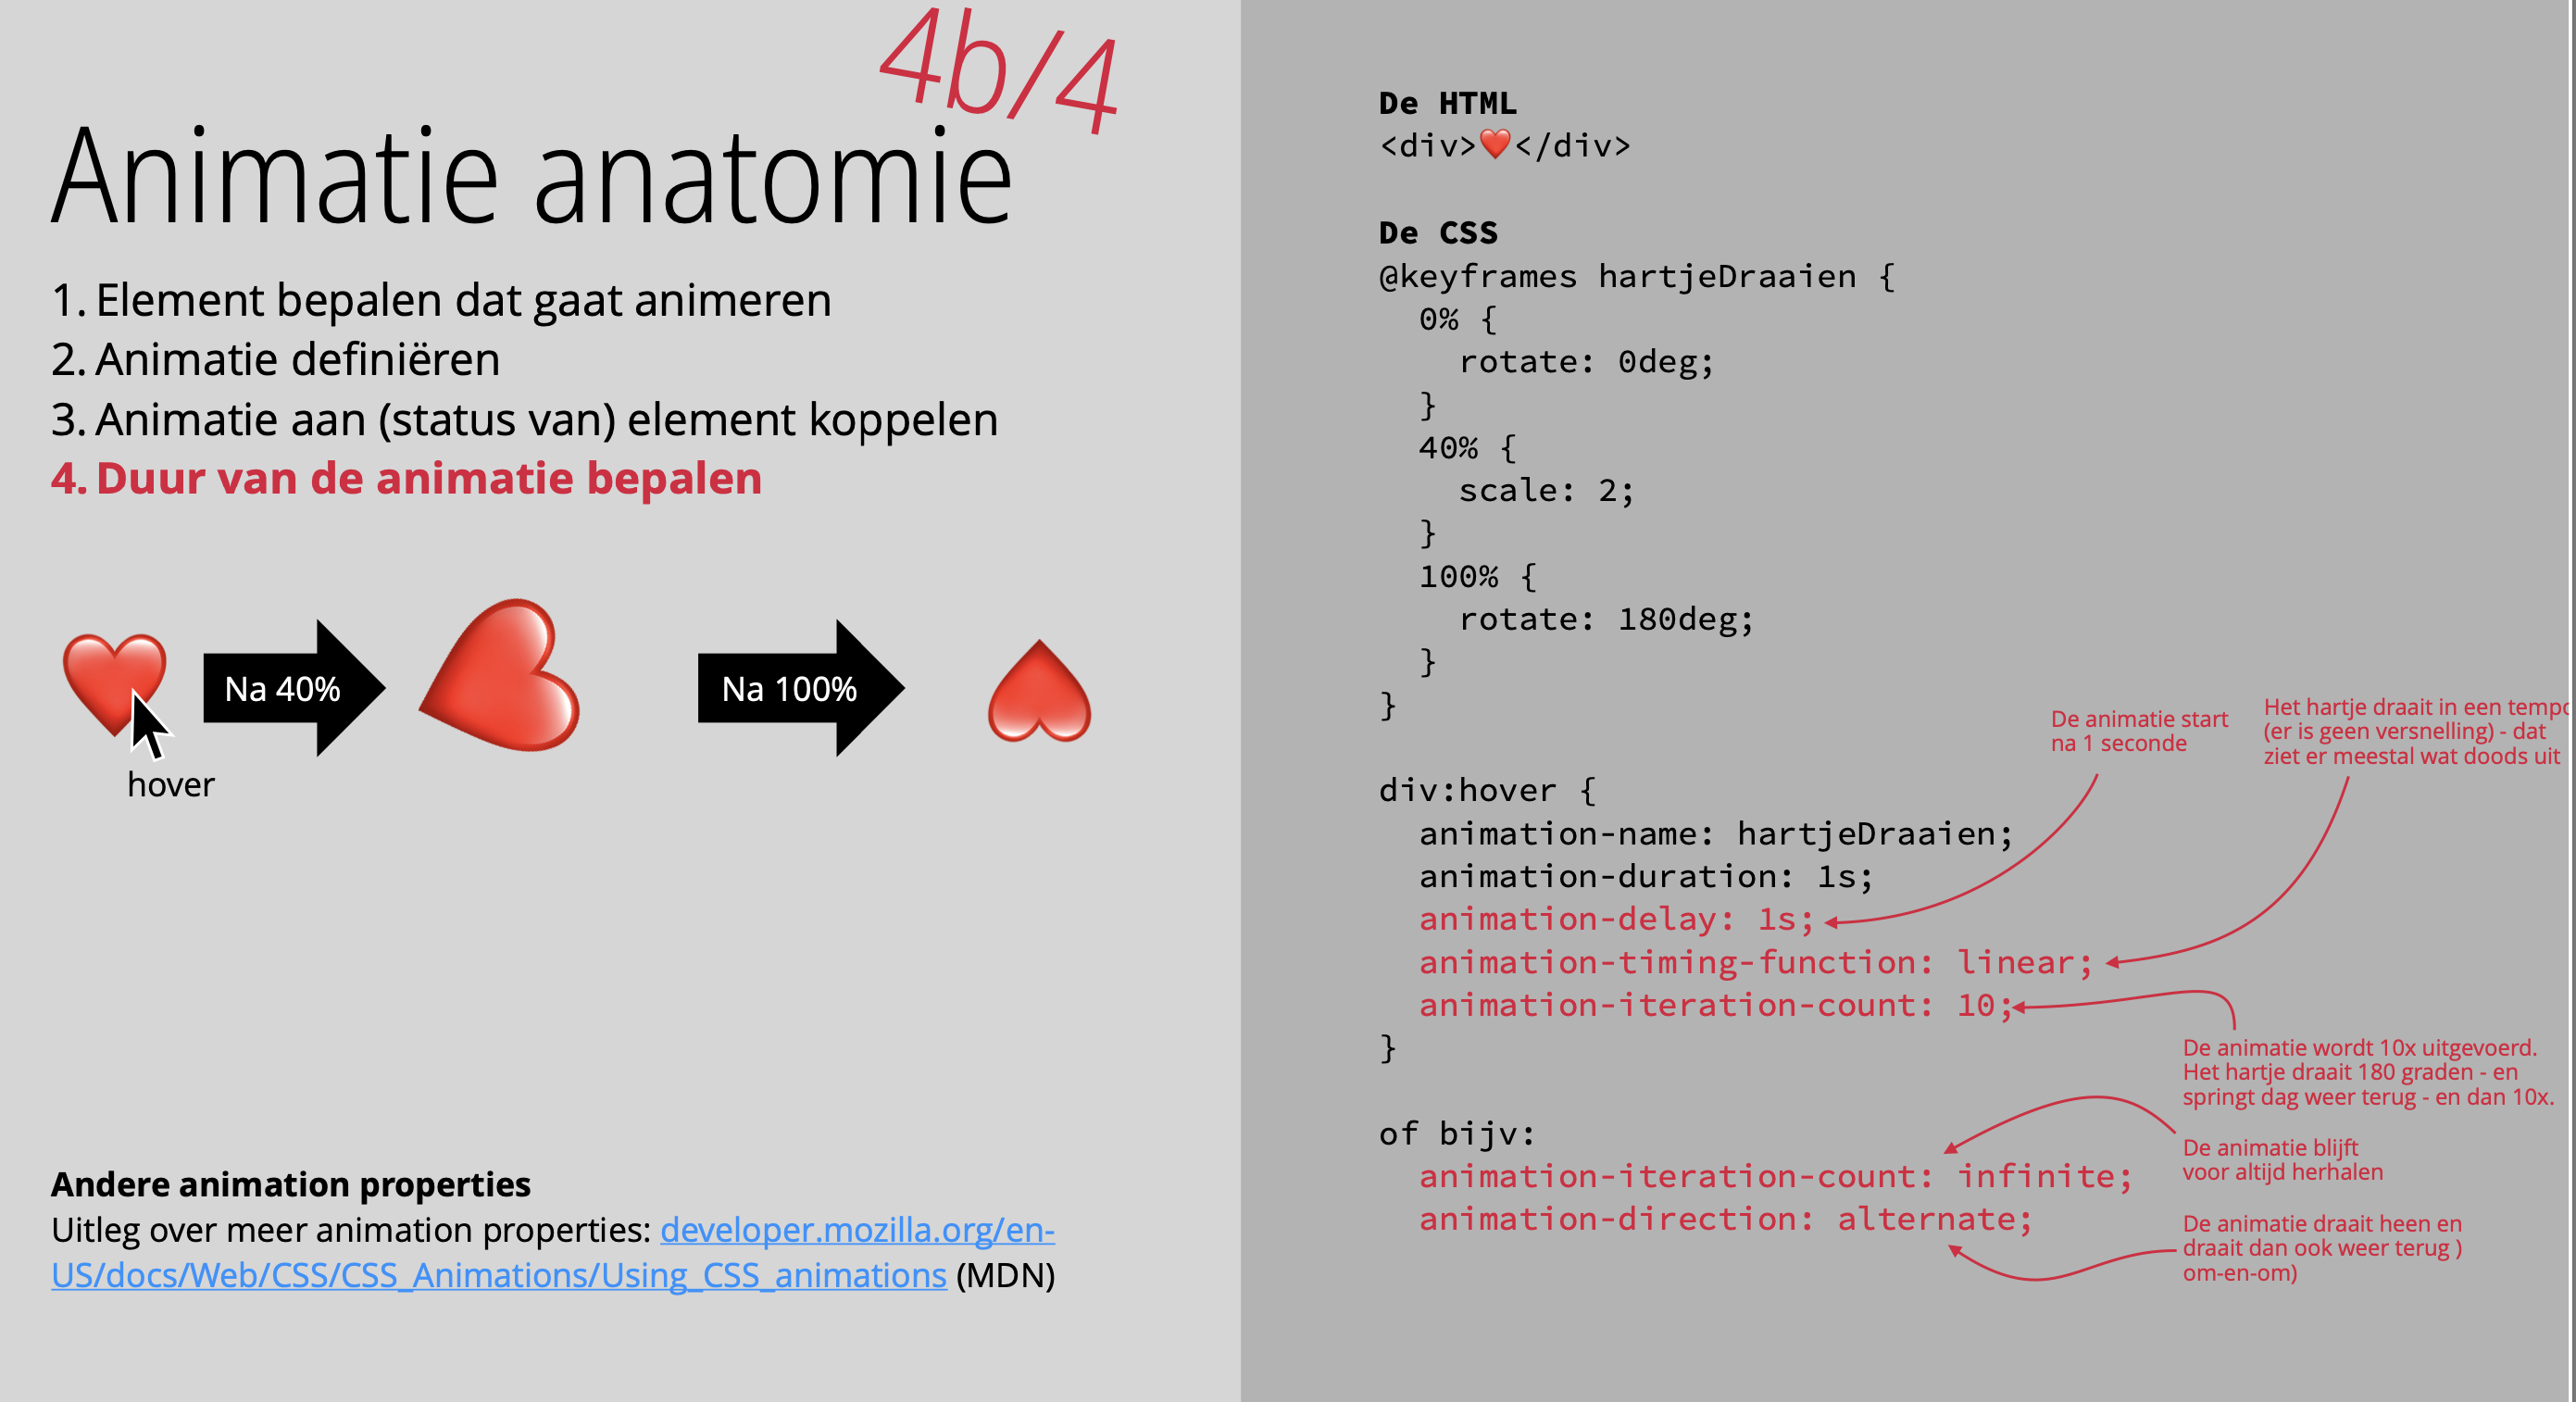 4b/4
Animatie anatomie
1. Element bepalen dat gaat animeren
2. Animatie definiëren
3. Animatie aan (status van) element koppelen
4. Duur van de animatie bepalen
Na 40%
Na 100%
hover
Andere animation properties
Uitleg over meer animation properties: developer.mozilla.org/en-
US/docs/Web/CSS/CSS_Animations/Using_CSS_animations (MDN)
De HTML
<div>❤️</div>
De CSS
@keyframes hartjeDraaien {
0% {
rotate: 0deg;
}
40% {
scale: 2;
}
100% {
rotate: 180deg;
}
}
De animatie start
na 1 seconde
Het hartje draait in een tempo
(er is geen versnelling) - dat
ziet er meestal wat doods uit
div:hover {
animation-name: hartjeDraaien;
animation-duration: 1s;
animation-delay: 1s;
animation-timing-function: linear;
animation-iteration-count: 10;
}
De animatie wordt 10x uitgevoerd.
Het hartje draait 180 graden - en
springt dag weer terug - en dan 10x.
of bijv:
animation-iteration-count: infinite;
animation-direction: alternate;
De animatie blijft
voor altijd herhalen
De animatie draait heen en
draait dan ook weer terug )
om-en-om)